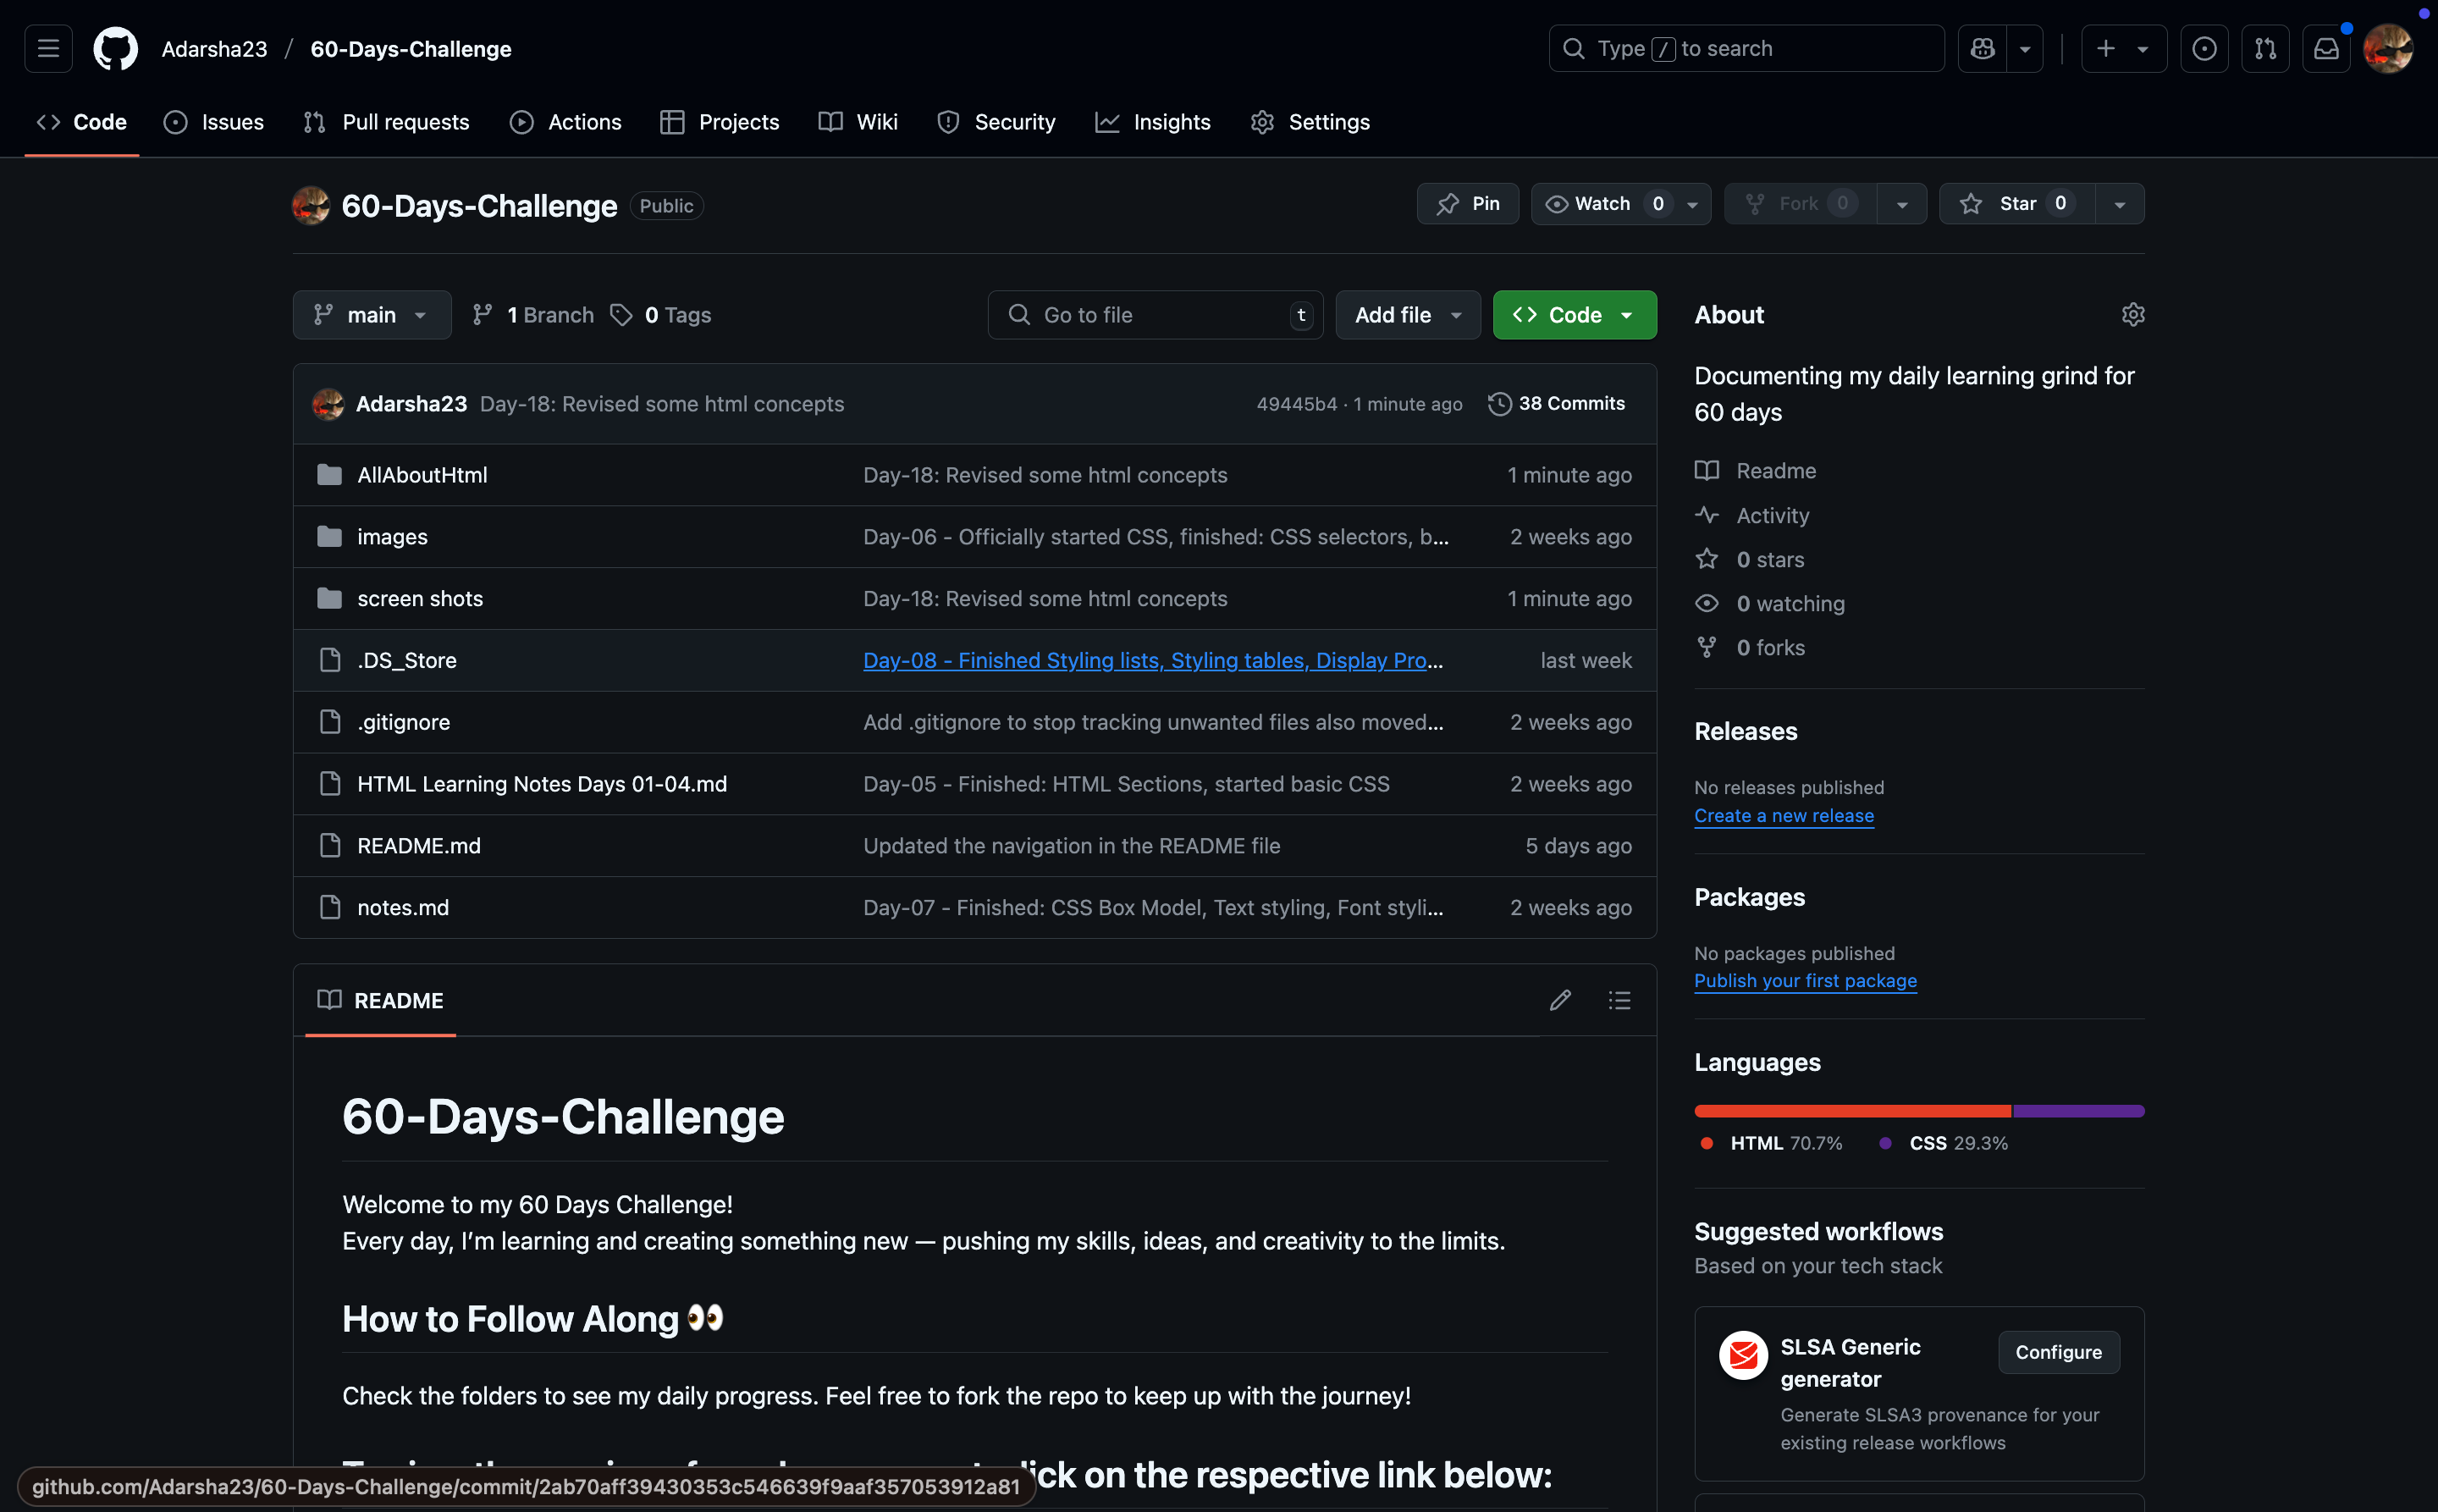 Adarsha23 / 60-Days-Challenge
Type / to search
Code
Issues
Pull requests
Actions
Projects
Wiki
Security
Insights
Settings
60-Days-Challenge Public
Pin
Watch 0
Fork 0
Star 0
main
1 Branch
0 Tags
Go to file t
Add file
Code
Adarsha23 Day-18: Revised some html concepts 49445b4 · 1 minute ago 38 Commits
AllAboutHtml Day-18: Revised some html concepts 1 minute ago
images Day-06 - Officially started CSS, finished: CSS selectors, b... 2 weeks ago
screen shots Day-18: Revised some html concepts 1 minute ago
.DS_Store Day-08 - Finished Styling lists, Styling tables, Display Pro... last week
.gitignore Add .gitignore to stop tracking unwanted files also moved... 2 weeks ago
HTML Learning Notes Days 01-04.md Day-05 - Finished: HTML Sections, started basic CSS 2 weeks ago
README.md Updated the navigation in the README file 5 days ago
notes.md Day-07 - Finished: CSS Box Model, Text styling, Font styli... 2 weeks ago
README
60-Days-Challenge
Welcome to my 60 Days Challenge!
Every day, I’m learning and creating something new — pushing my skills, ideas, and creativity to the limits.
How to Follow Along 👀
Check the folders to see my daily progress. Feel free to fork the repo to keep up with the journey!
on the respective link below:
github.com/Adarsha23/60-Days-Challenge/commit/2ab70aff39430353c546639f9aaf357053912a81
About
Documenting my daily learning grind for
60 days
Readme
Activity
0 stars
0 watching
0 forks
Releases
No releases published
Create a new release
Packages
No packages published
Publish your first package
Languages
HTML 70.7%
CSS 29.3%
Suggested workflows
Based on your tech stack
SLSA Generic
generator
Configure
Generate SLSA3 provenance for your
existing release workflows